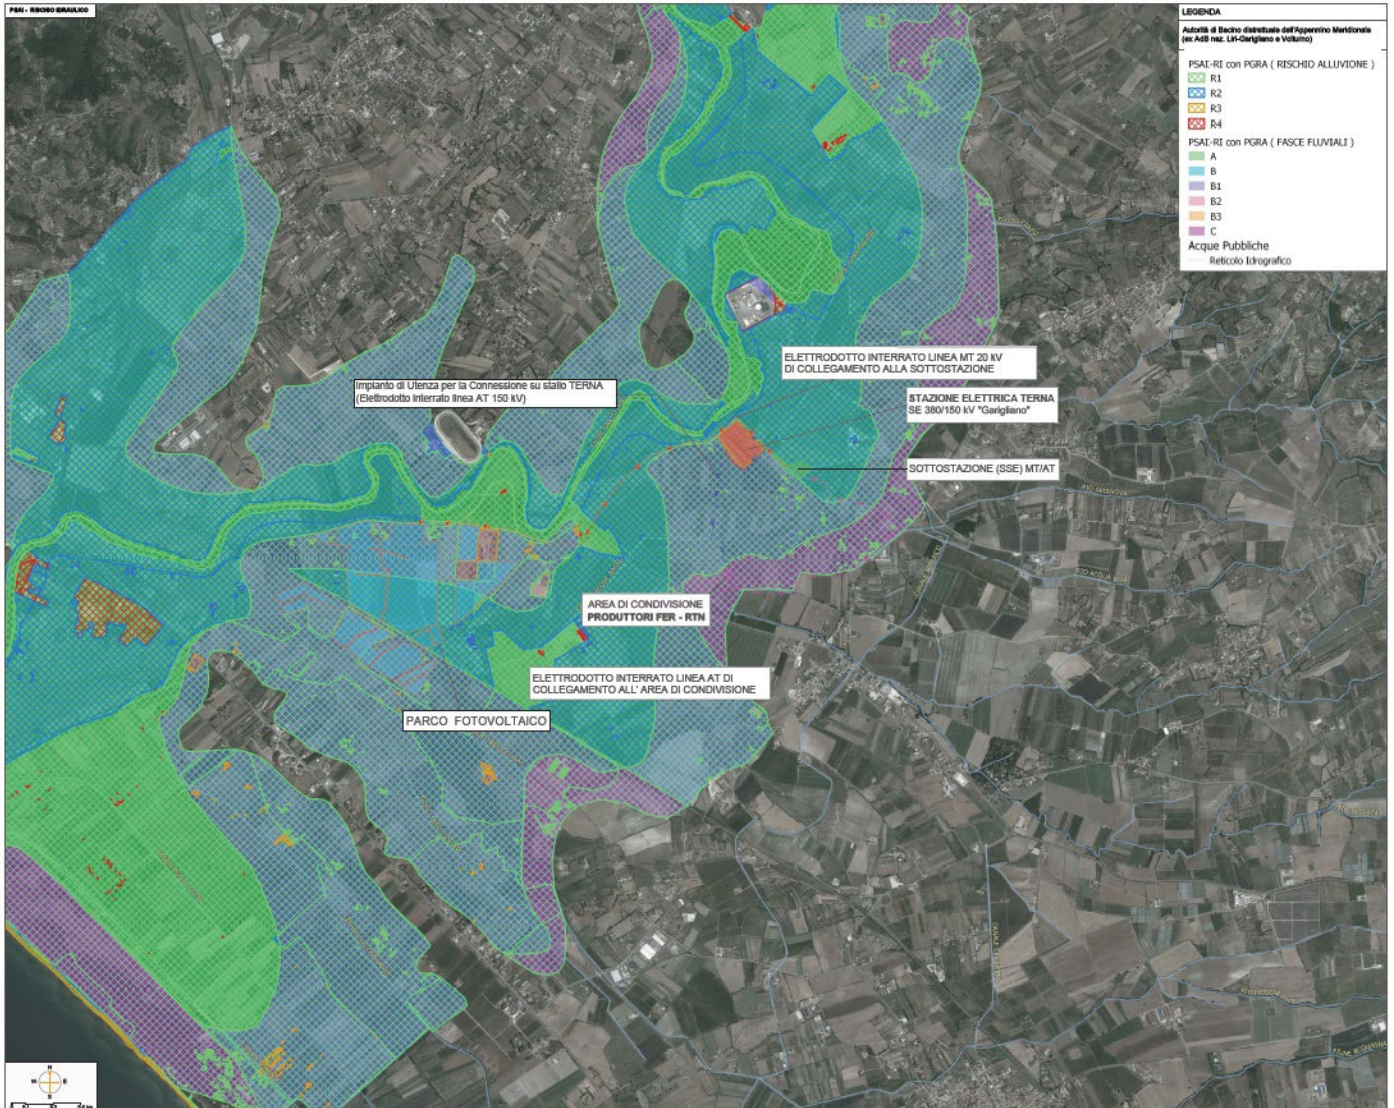 PSAI - RISCHIO IDRAULICO
LEGENDA
Autorità di Bacino distrettuale dell'Appennino Meridionale
(ex AdB naz. Liri-Garigliano e Volturno)
PSAI-RI con PGRA ( RISCHIO ALLUVIONE )
R1
R2
R3
R4
PSAI-RI con PGRA ( FASCE FLUVIALI )
A
B
B1
B2
B3
C
Acque Pubbliche
Reticolo Idrografico
ELETTRODOTTO INTERRATO LINEA MT 20 kV
DI COLLEGAMENTO ALLA SOTTOSTAZIONE
Impianto di Utenza per la Connessione su stallo TERNA
(Elettrodotto Interrato linea AT 150 kV)
STAZIONE ELETTRICA TERNA
SE 380/150 kV "Garigliano"
SOTTOSTAZIONE (SSE) MT/AT
AREA DI CONDIVISIONE
PRODUTTORI FER - RTN
ELETTRODOTTO INTERRATO LINEA AT DI
COLLEGAMENTO ALL' AREA DI CONDIVISIONE
PARCO FOTOVOLTAICO
N
W E
S